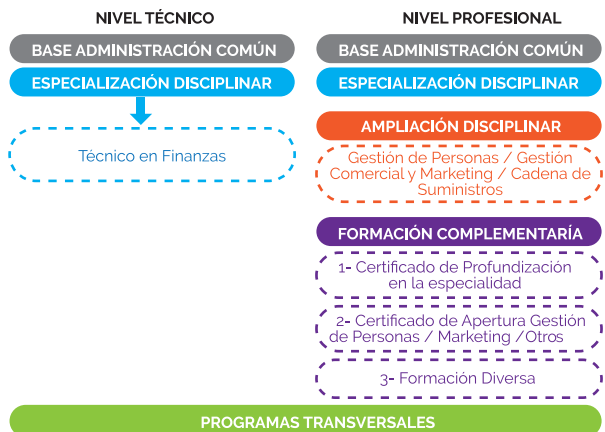 NIVEL TÉCNICO
BASE ADMINISTRACIÓN COMÚN
ESPECIALIZACIÓN DISCIPLINAR
Técnico en Finanzas
NIVEL PROFESIONAL
BASE ADMINISTRACIÓN COMÚN
ESPECIALIZACIÓN DISCIPLINAR
AMPLIACIÓN DISCIPLINAR
Gestión de Personas / Gestión
Comercial y Marketing / Cadena de
Suministros
FORMACIÓN COMPLEMENTARÍA
1- Certificado de Profundización
en la especialidad
2- Certificado de Apertura Gestión
de Personas / Marketing /Otros
3- Formación Diversa
PROGRAMAS TRANSVERSALES